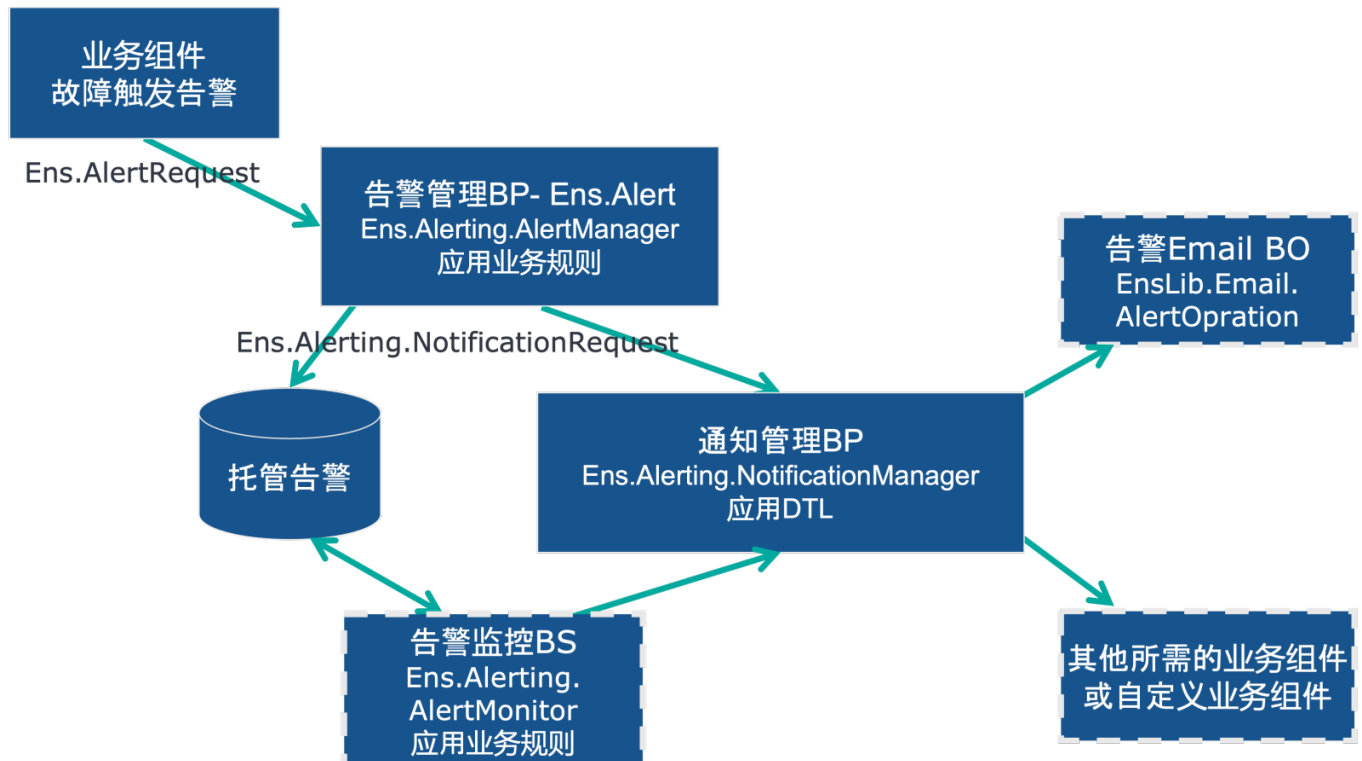 业务组件
故障触发告警
Ens.AlertRequest
告警管理BP- Ens.Alert
Ens.Alerting.AlertManager
应用业务规则
告警Email BO
EnsLib.Email.
AlertOpration
Ens.Alerting.NotificationRequest
托管告警
通知管理BP
Ens.Alerting.NotificationManager
应用DTL
告警监控BS
Ens.Alerting.
AlertMonitor
应用业务规则
其他所需的业务组件
或自定义业务组件